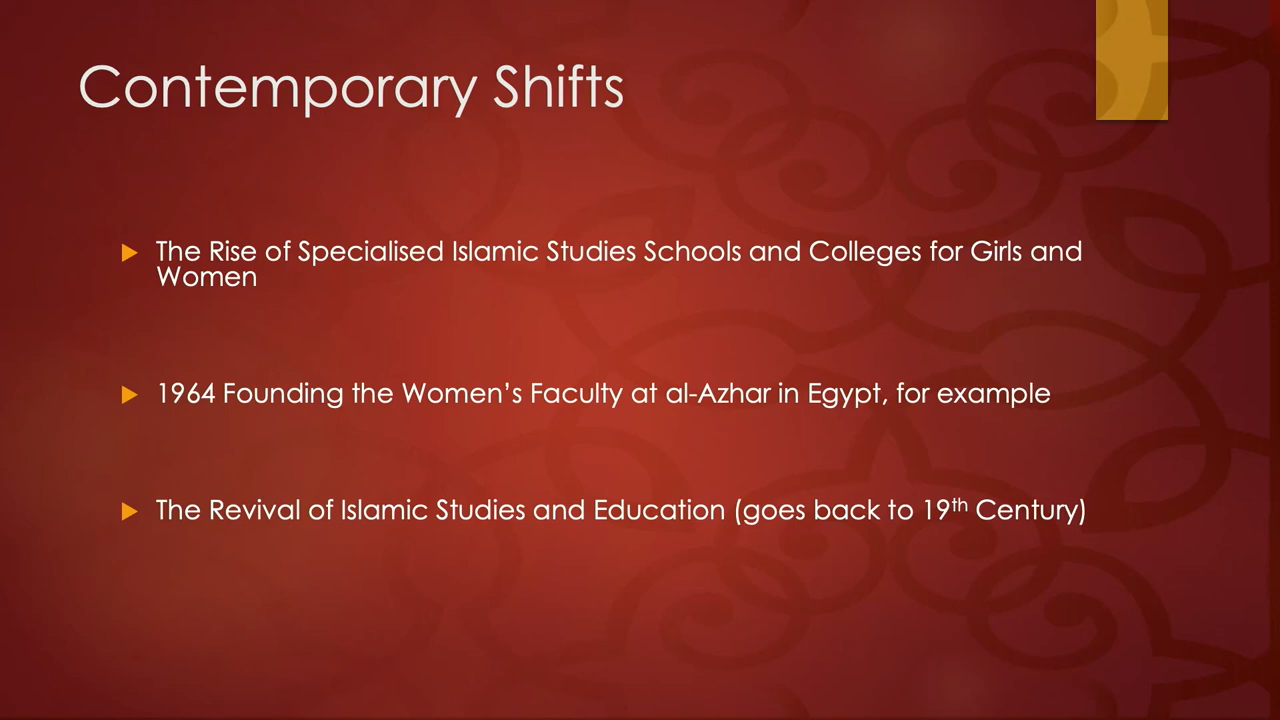 Contemporary Shifts
The Rise of Specialised Islamic Studies Schools and Colleges for Girls and
Women
1964 Founding the Women’s Faculty at al-Azhar in Egypt, for example
The Revival of Islamic Studies and Education (goes back to 19th Century)